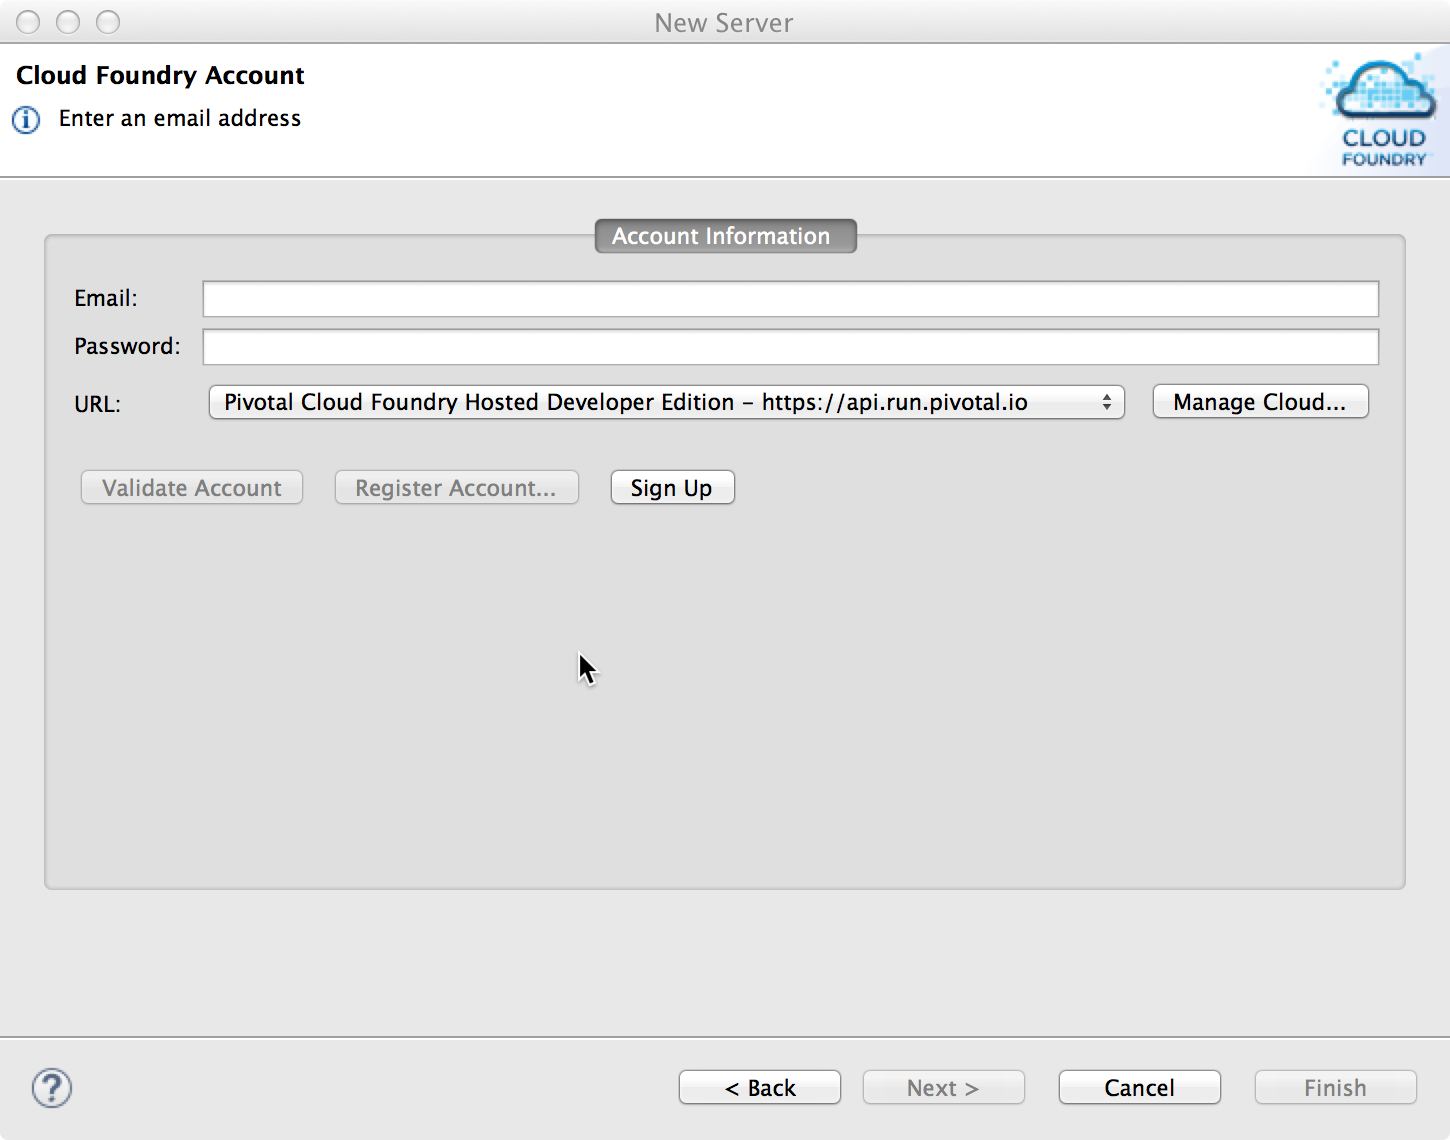 New Server
Cloud Foundry Account
Enter an email address
CLOUD
FOUNDRY
Account Information
Email:
Password:
URL: Pivotal Cloud Foundry Hosted Developer Edition – https://api.run.pivotal.io Manage Cloud...
Validate Account Register Account... Sign Up
? < Back Next > Cancel Finish